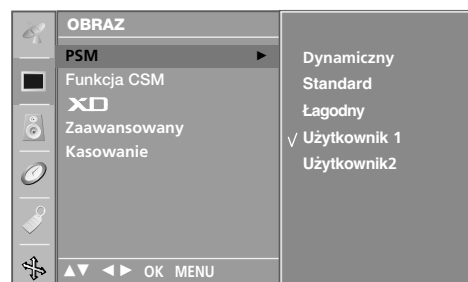 OBRAZ
PSM ►
Funkcja CSM
XD
Zaawansowany
Kasowanie
▲▼ ◄► OK MENU
Dynamiczny
Standard
Łagodny
√ Użytkownik 1
Użytkownik2